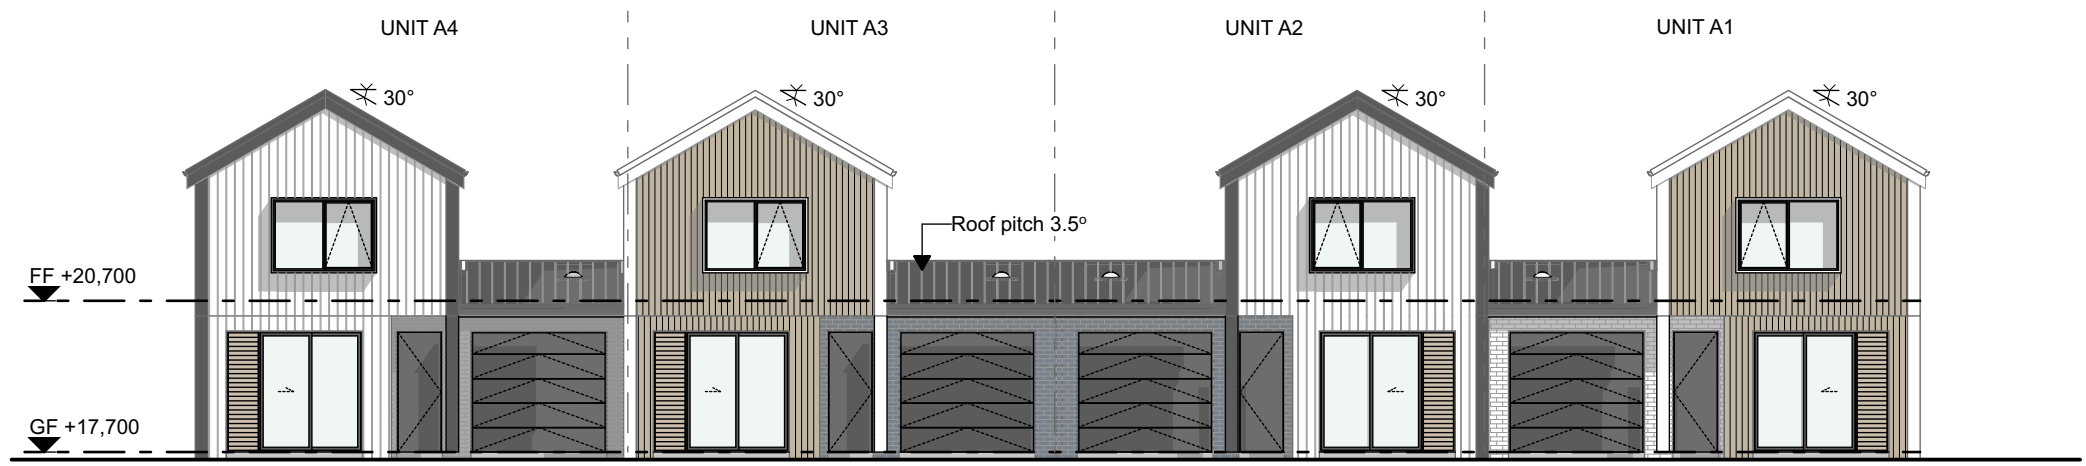 UNIT A4
UNIT A3
UNIT A2
UNIT A1
30°
30°
30°
30°
Roof pitch 3.5º
FF +20,700
GF +17,700